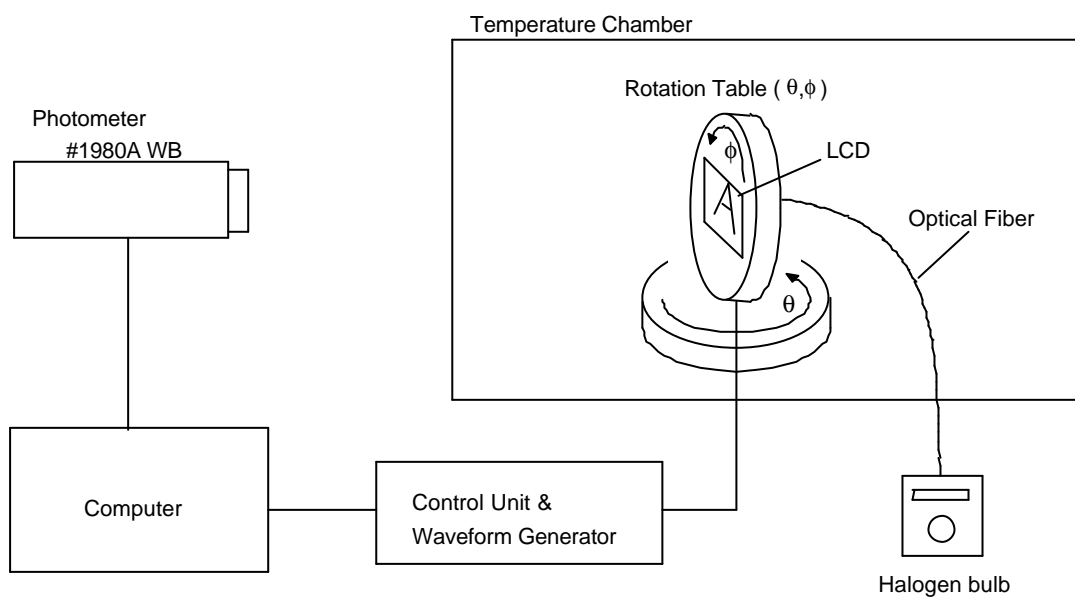 Temperature Chamber
Rotation Table ( θ,ϕ )
Photometer
#1980A WB
ϕ
LCD
A
Optical Fiber
θ
Computer
Control Unit &
Waveform Generator
Halogen bulb